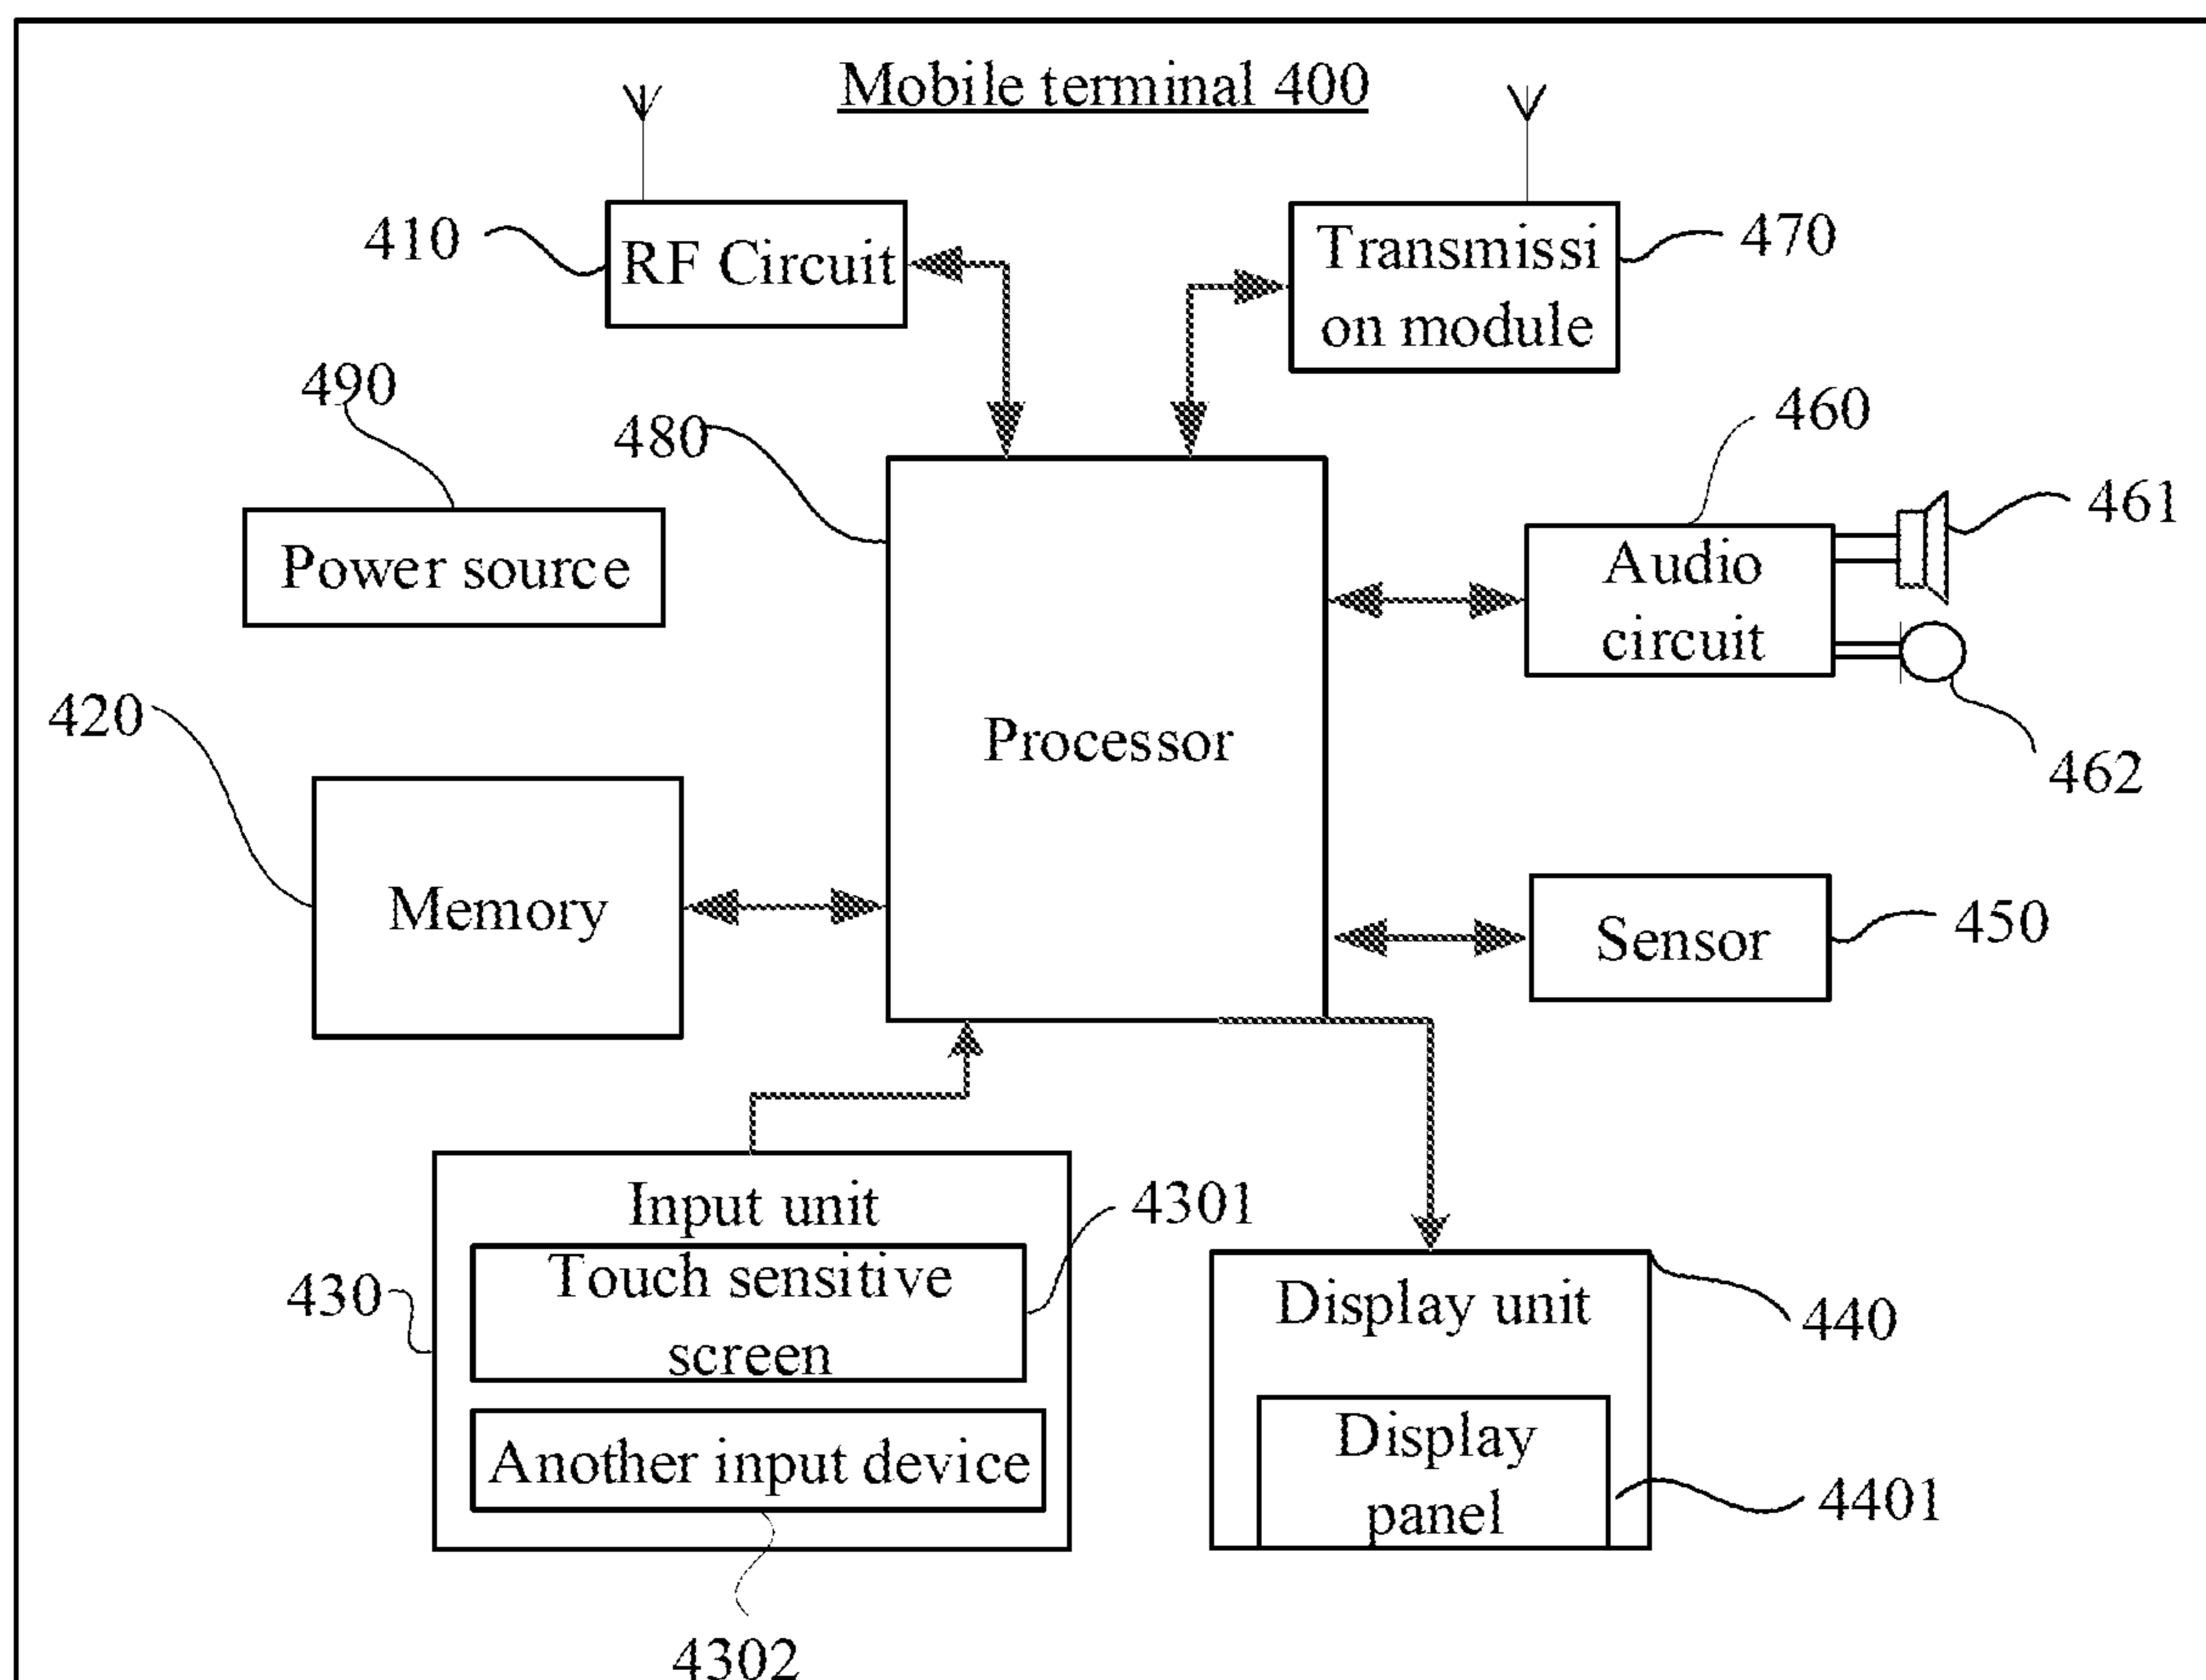 Mobile terminal 400
410
RF Circuit
Transmissi
on module
470
490
480
460
461
Power source
Audio
circuit
420
Processor
462
Memory
Sensor
450
Input unit
4301
Touch sensitive
screen
430
Display unit
440
Another input device
Display
panel
4401
4302